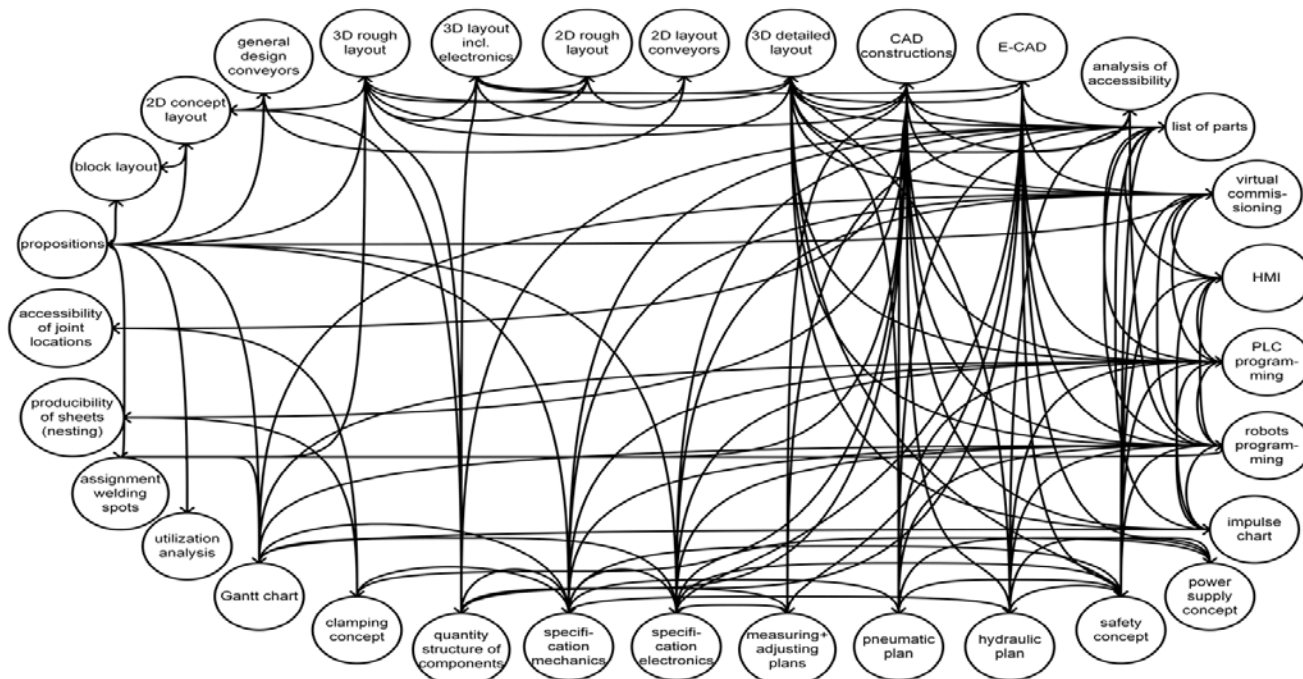 general
design
conveyors
3D rough
layout
3D layout
incl.
electronics
2D rough
layout
2D layout
conveyors
3D detailed
layout
CAD
constructions
E-CAD
analysis of
accessibility
list of parts
virtual
commis-
sioning
HMI
PLC
program-
ming
robots
program-
ming
impulse
chart
power
supply
concept
safety
concept
hydraulic
plan
pneumatic
plan
measuring+
adjusting
plans
specifi-
cation
electronics
specifi-
cation
mechanics
quantity
structure of
components
clamping
concept
Gantt chart
utilization
analysis
assignment
welding
spots
producibility
of sheets
(nesting)
accessibility
of joint
locations
propositions
block layout
2D concept
layout